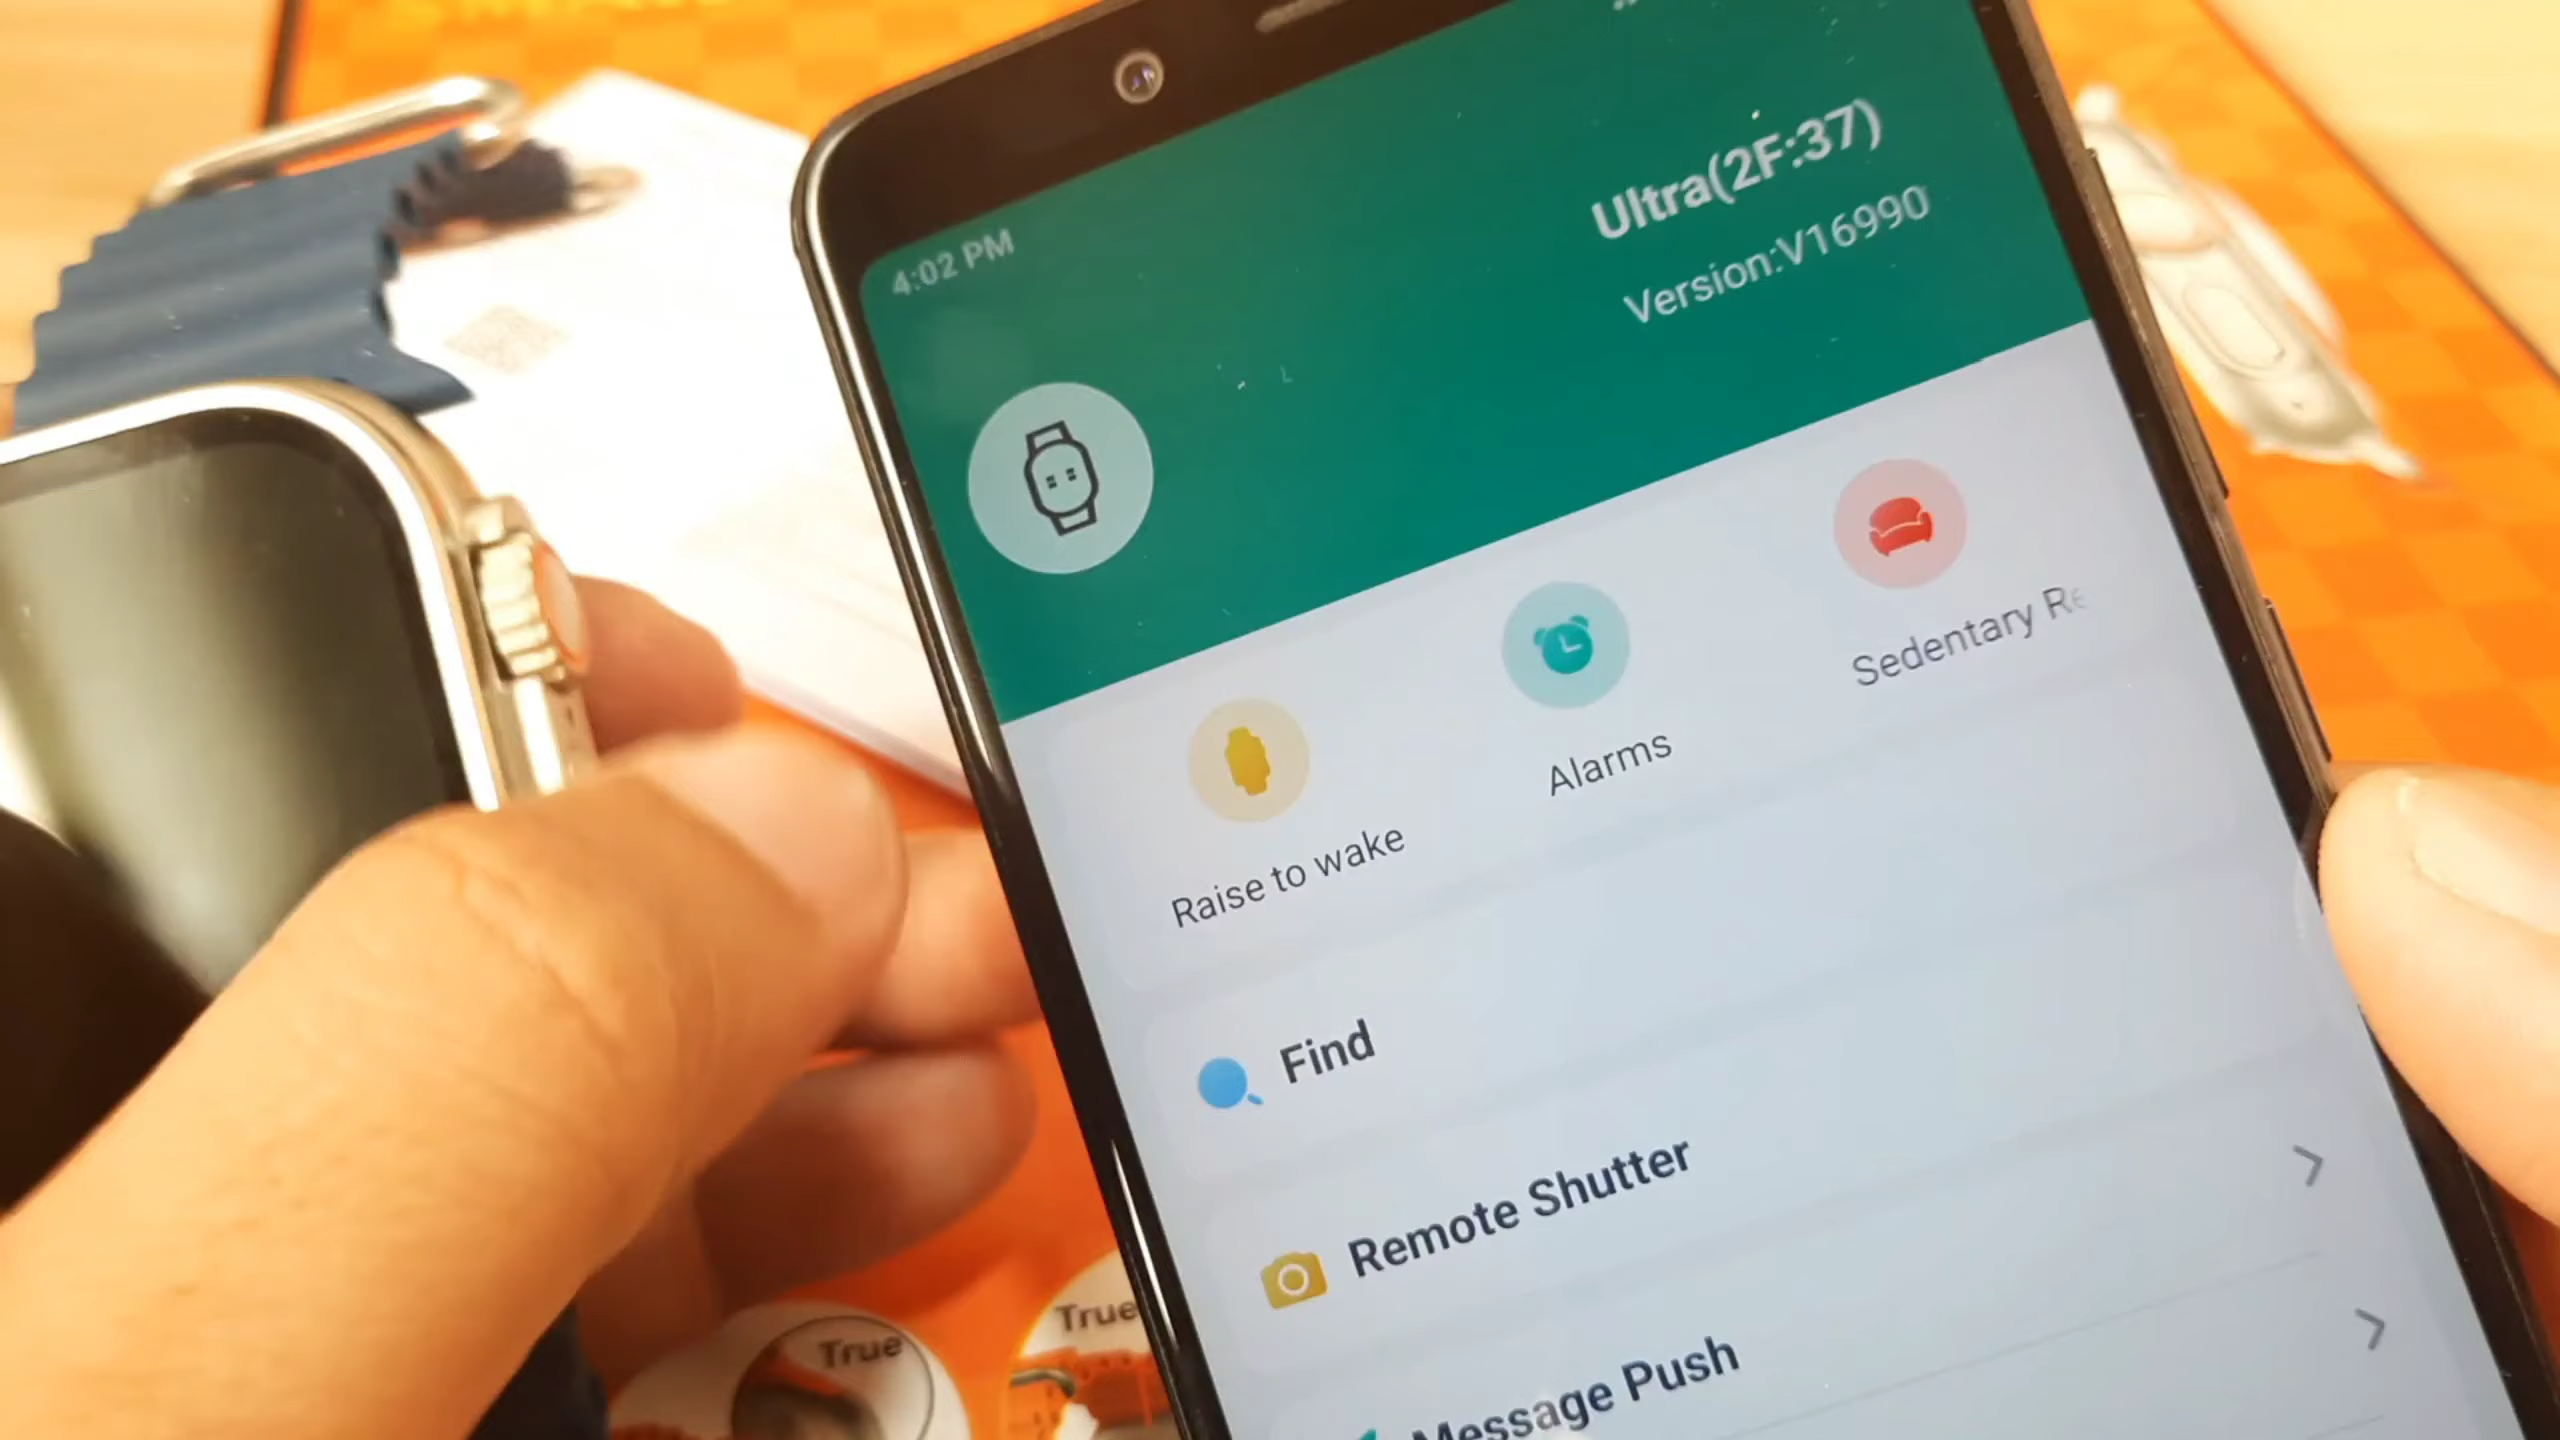 4:02 PM
Ultra(2F:37)
Version:V16990
Raise to wake
Alarms
Sedentary Re
Find
Remote Shutter
Message Push
True
True